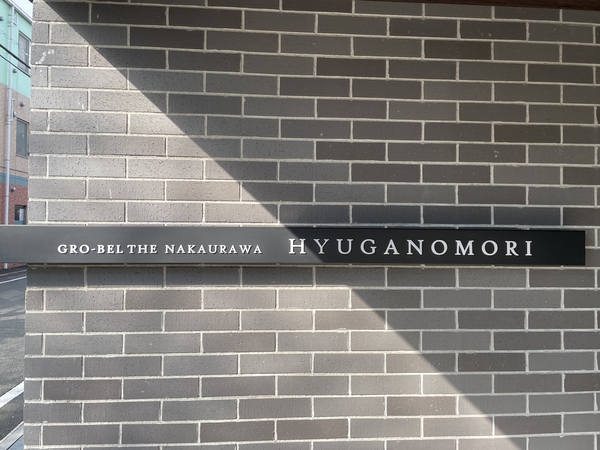 GRO-BEL THE NAKAURAWA HYUGANOMORI